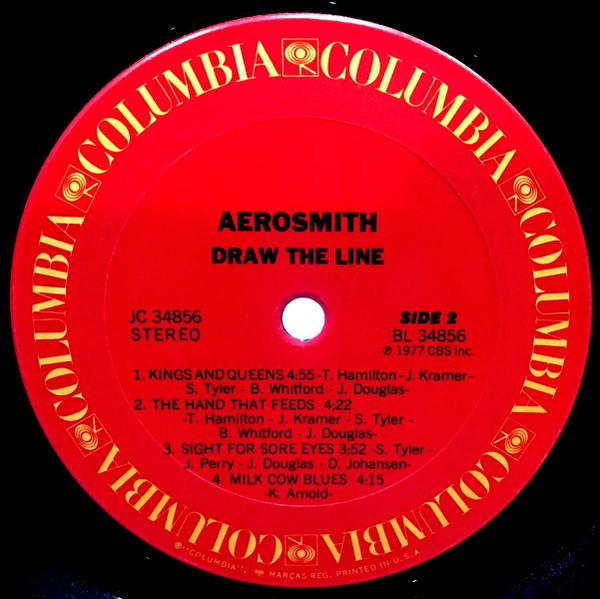 COLUMBIA COLUMBIA COLUMBIA COLUMBIA COLUMBIA COLUMBIA
AEROSMITH
DRAW THE LINE
JC 34856
STEREO
SIDE 2
BL 34856
℗ 1977 CBS Inc.
1. KINGS AND QUEENS 4:55 -T. Hamilton - J. Kramer -
S. Tyler - B. Whitford - J. Douglas-
2. THE HAND THAT FEEDS 4:22
-T. Hamilton - J. Kramer - S. Tyler -
B. Whitford - J. Douglas-
3. SIGHT FOR SORE EYES 3:52 -S. Tyler -
J. Perry - J. Douglas - D. Johansen-
4. MILK COW BLUES 4:15
-K. Arnold-
®"COLUMBIA", MARCAS REG. PRINTED IN U.S.A.